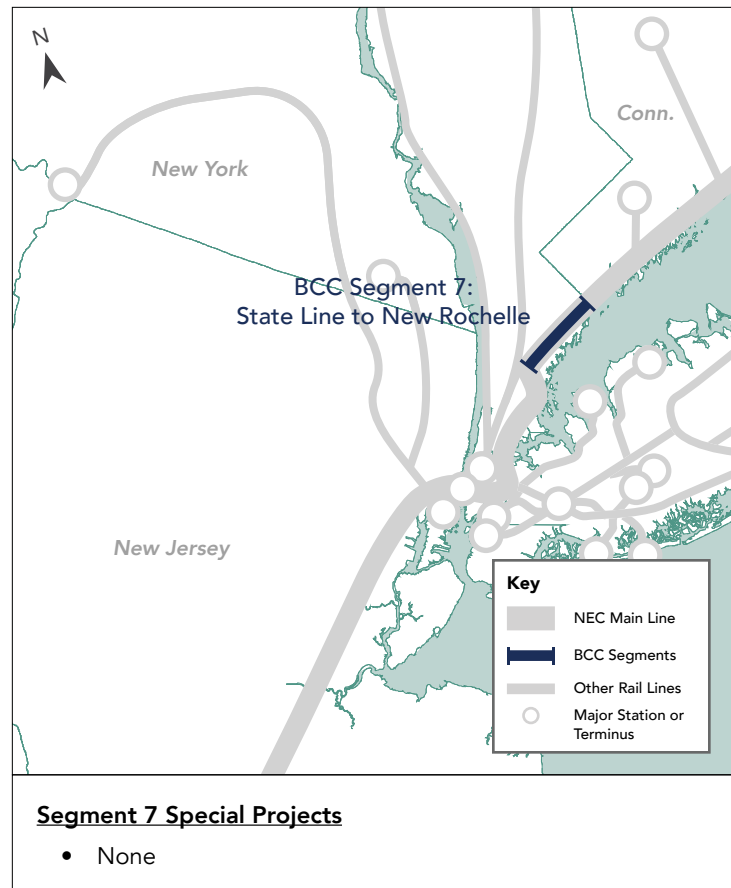 N
Conn.
New York
BCC Segment 7:
State Line to New Rochelle
New Jersey
Key
NEC Main Line
BCC Segments
Other Rail Lines
Major Station or
Terminus
Segment 7 Special Projects
• None